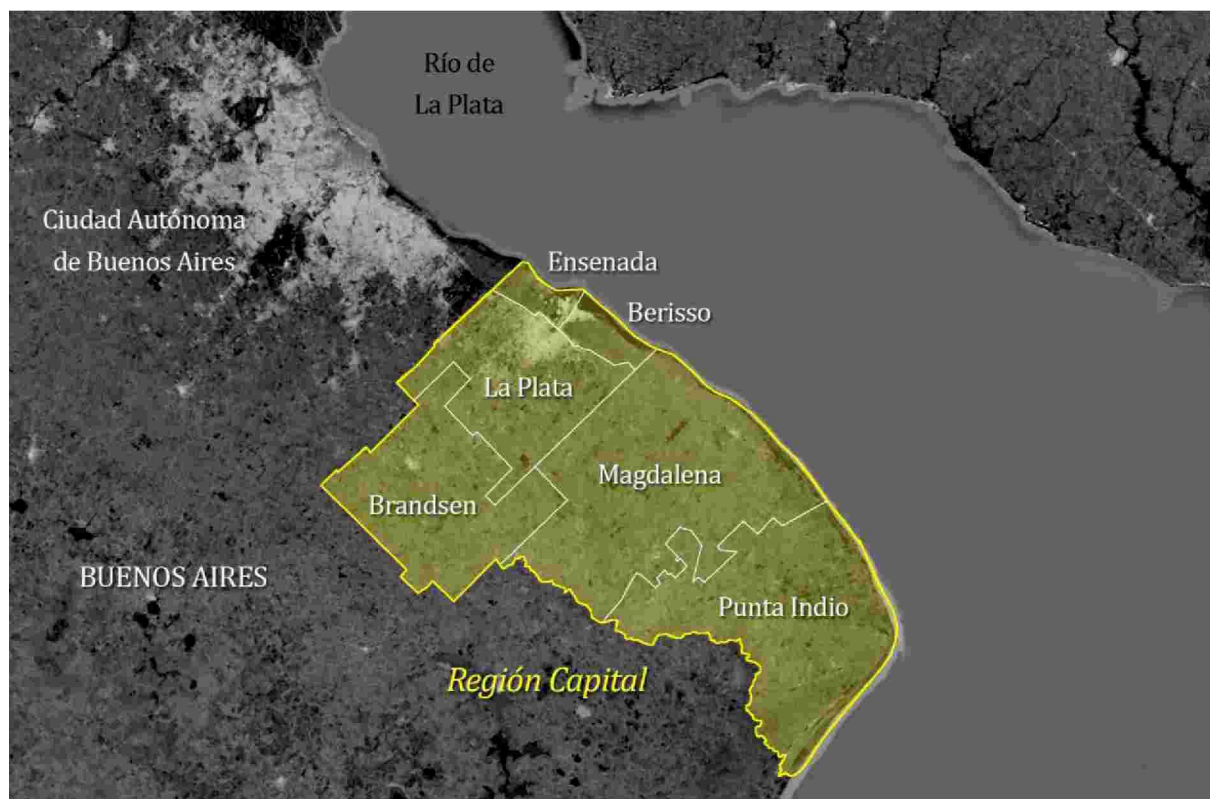 Río de
La Plata
Ciudad Autónoma
de Buenos Aires
Ensenada
Berisso
La Plata
Magdalena
Brandsen
BUENOS AIRES
Punta Indio
Región Capital